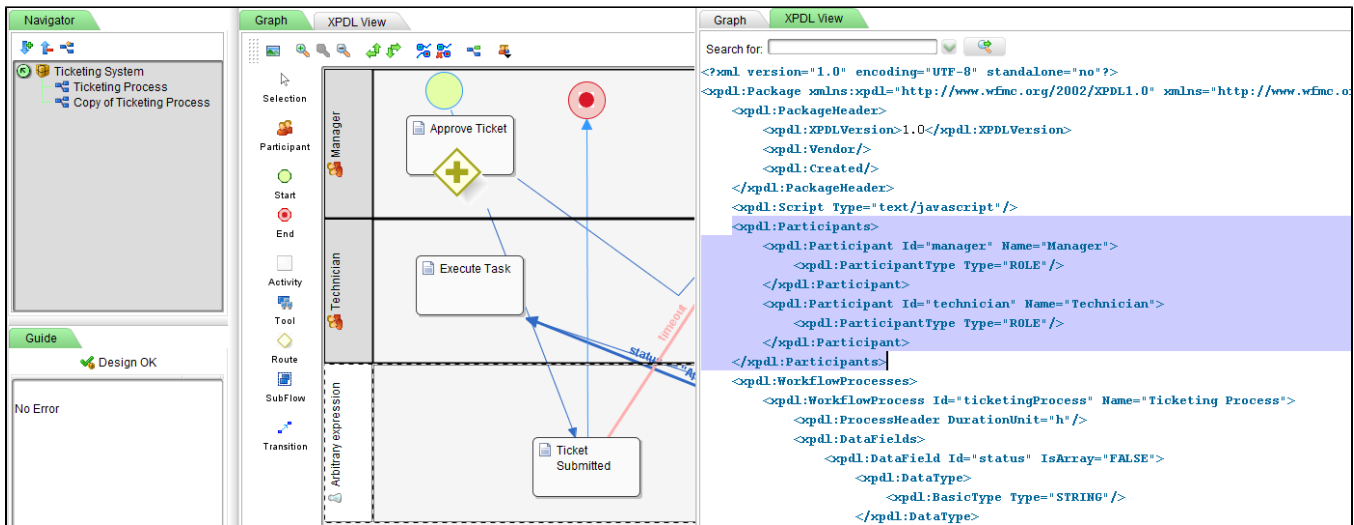 Navigator
Ticketing System
Ticketing Process
Copy of Ticketing Process
Guide
Design OK
No Error
Graph
XPDL View
Selection
Participant
Start
End
Activity
Tool
Route
SubFlow
Transition
Manager
Approve Ticket
Technician
Execute Task
timeout
Arbitrary expression
Ticket
Submitted
Graph
XPDL View
Search for:
<?xml version="1.0" encoding="UTF-8" standalone="no"?>
<xpdl:Package xmlns:xpdl="http://www.wfmc.org/2002/XPDL1.0" xmlns="http://www.wfmc.o
<xpdl:PackageHeader>
<xpdl:XPDLVersion>1.0</xpdl:XPDLVersion>
<xpdl:Vendor/>
<xpdl:Created/>
</xpdl:PackageHeader>
<xpdl:Script Type="text/javascript"/>
<xpdl:Participants>
<xpdl:Participant Id="manager" Name="Manager">
<xpdl:ParticipantType Type="ROLE"/>
</xpdl:Participant>
<xpdl:Participant Id="technician" Name="Technician">
<xpdl:ParticipantType Type="ROLE"/>
</xpdl:Participant>
</xpdl:Participants>
<xpdl:WorkflowProcesses>
<xpdl:WorkflowProcess Id="ticketingProcess" Name="Ticketing Process">
<xpdl:ProcessHeader DurationUnit="h"/>
<xpdl:DataFields>
<xpdl:DataField Id="status" IsArray="FALSE">
<xpdl:DataType>
<xpdl:BasicType Type="STRING"/>
</xpdl:DataType>